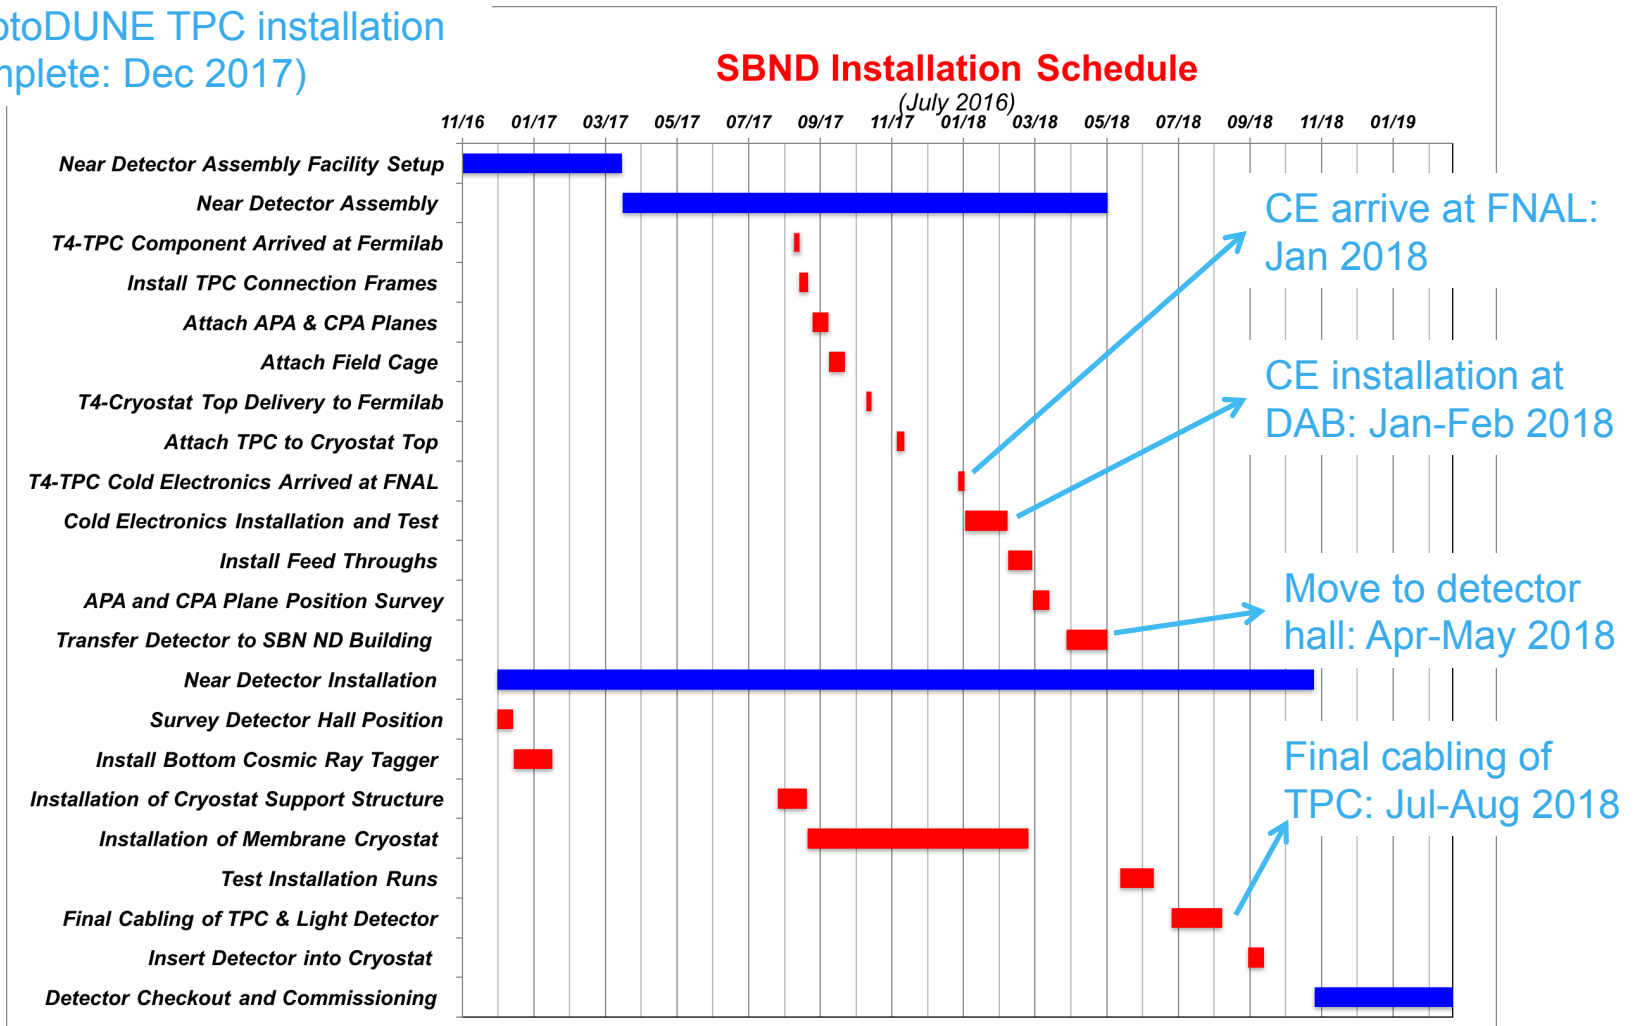 otoDUNE TPC installation
mplete: Dec 2017)
SBND Installation Schedule
(July 2016)
11/16 01/17 03/17 05/17 07/17 09/17 11/17 01/18 03/18 05/18 07/18 09/18 11/18 01/19
Near Detector Assembly Facility Setup
Near Detector Assembly
T4-TPC Component Arrived at Fermilab
Install TPC Connection Frames
Attach APA & CPA Planes
Attach Field Cage
T4-Cryostat Top Delivery to Fermilab
Attach TPC to Cryostat Top
T4-TPC Cold Electronics Arrived at FNAL
Cold Electronics Installation and Test
Install Feed Throughs
APA and CPA Plane Position Survey
Transfer Detector to SBN ND Building
Near Detector Installation
Survey Detector Hall Position
Install Bottom Cosmic Ray Tagger
Installation of Cryostat Support Structure
Installation of Membrane Cryostat
Test Installation Runs
Final Cabling of TPC & Light Detector
Insert Detector into Cryostat
Detector Checkout and Commissioning
CE arrive at FNAL:
Jan 2018
CE installation at
DAB: Jan-Feb 2018
Move to detector
hall: Apr-May 2018
Final cabling of
TPC: Jul-Aug 2018